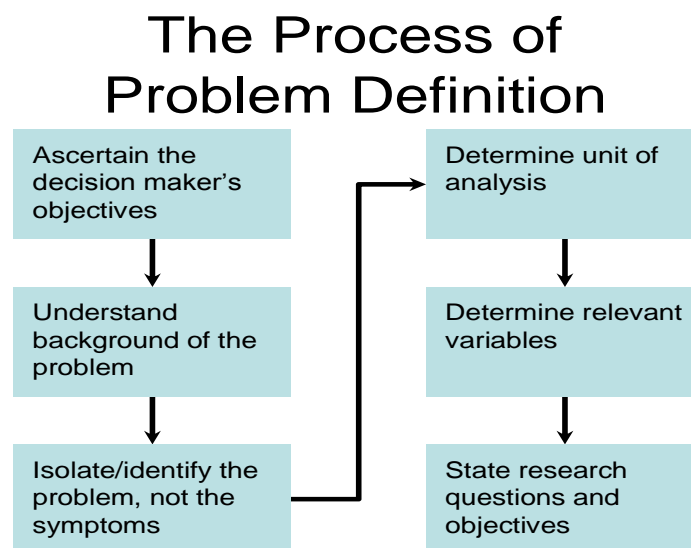 The Process of
Problem Definition
Ascertain the
decision maker's
objectives
Understand
background of the
problem
Isolate/identify the
problem, not the
symptoms
Determine unit of
analysis
Determine relevant
variables
State research
questions and
objectives